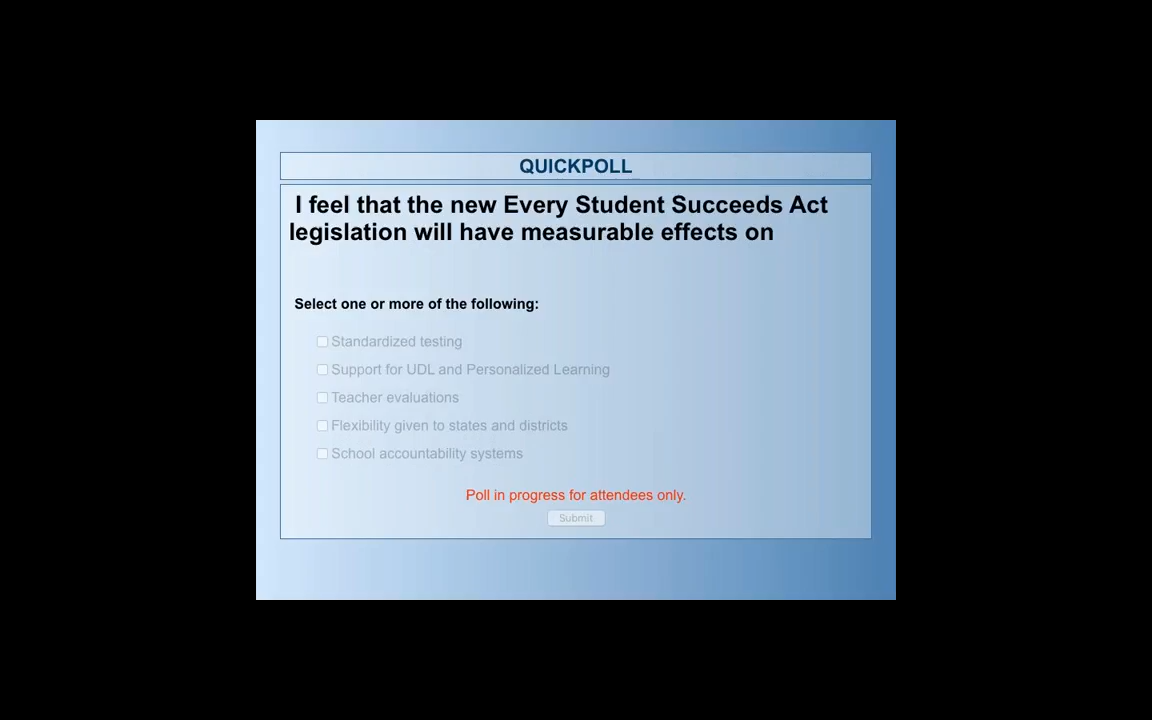 QUICKPOLL
I feel that the new Every Student Succeeds Act
legislation will have measurable effects on
Select one or more of the following:
Standardized testing
Support for UDL and Personalized Learning
Teacher evaluations
Flexibility given to states and districts
School accountability systems
Poll in progress for attendees only.
Submit